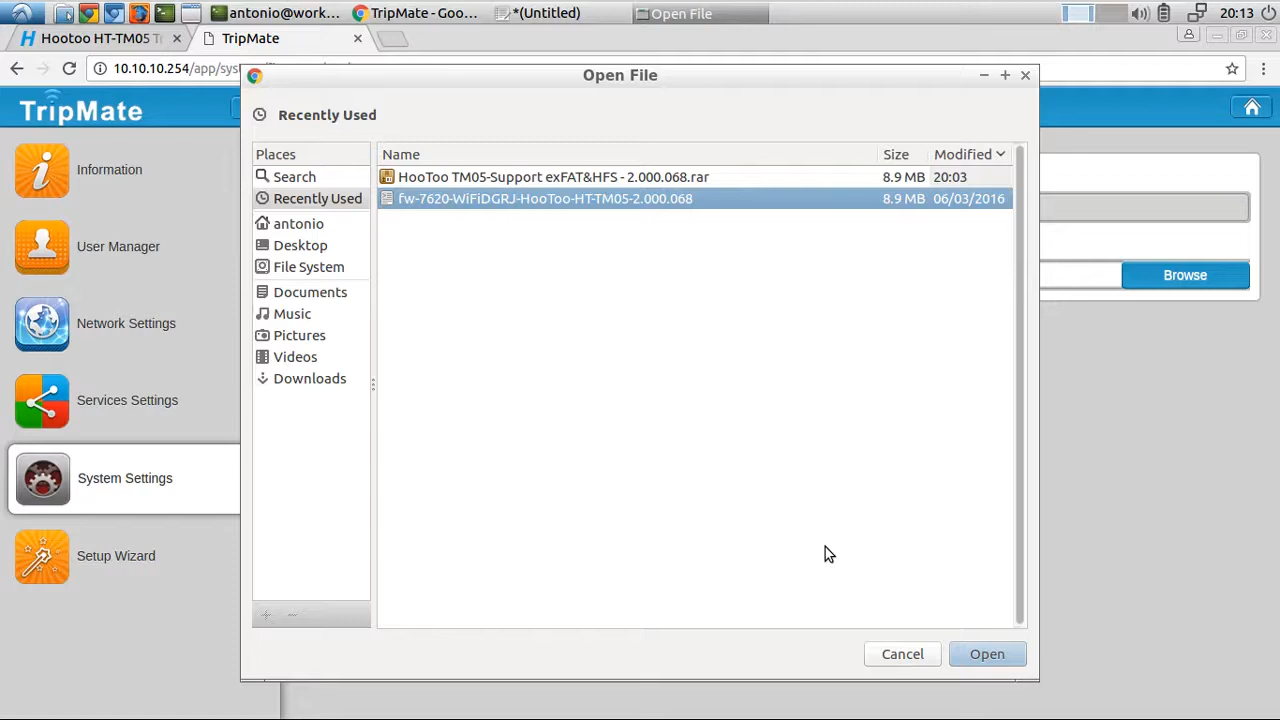 antonio@work...
TripMate - Goo...
*(Untitled)
Open File
20:13
Hootoo HT-TM05 T
TripMate
10.10.10.254/app/sys
Open File
TripMate
Recently Used
Places
Name
Size
Modified
Search
HooToo TM05-Support exFAT&HFS - 2.000.068.rar
8.9 MB
20:03
Recently Used
fw-7620-WiFiDGRJ-HooToo-HT-TM05-2.000.068
8.9 MB
06/03/2016
antonio
Desktop
File System
Documents
Music
Pictures
Videos
Downloads
Information
User Manager
Network Settings
Services Settings
System Settings
Setup Wizard
Browse
Cancel
Open